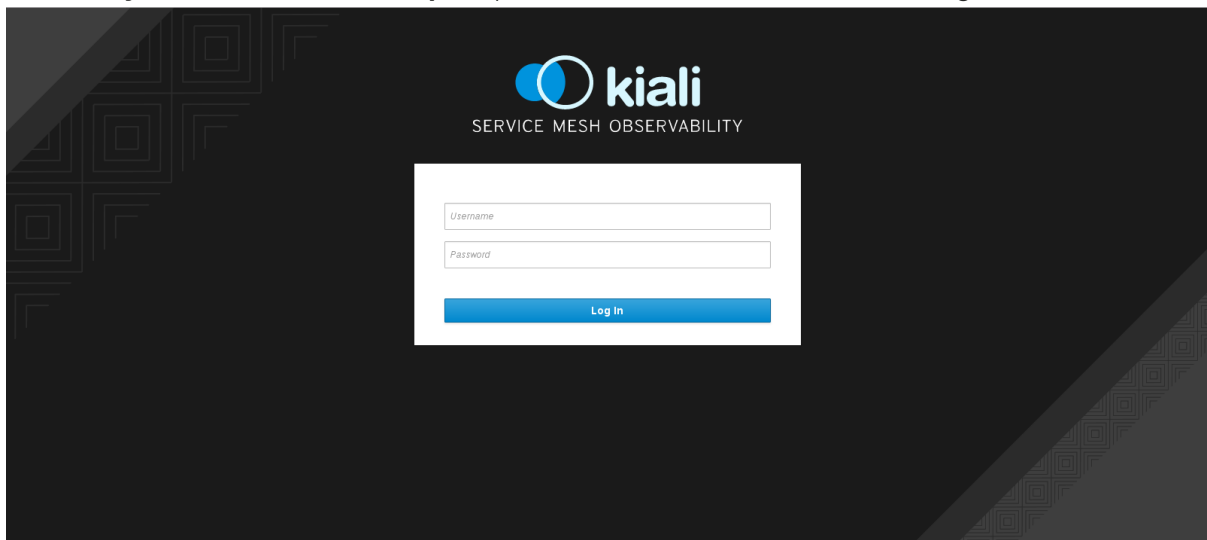 kiali
SERVICE MESH OBSERVABILITY
Username
Password
Log In